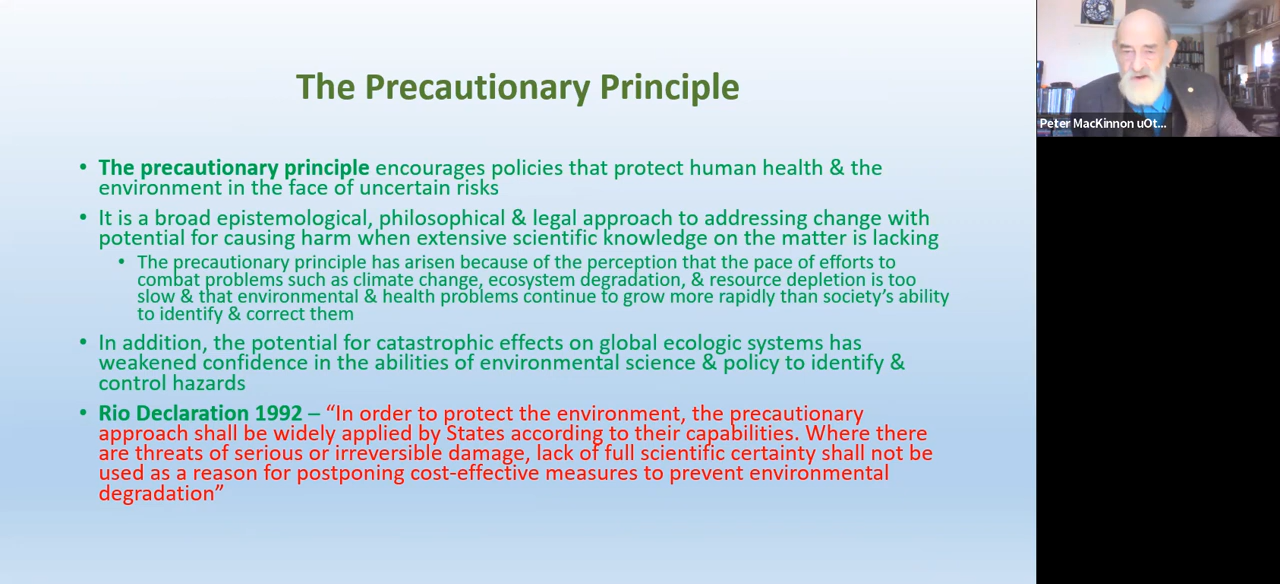 The Precautionary Principle
• The precautionary principle encourages policies that protect human health & the
environment in the face of uncertain risks
• It is a broad epistemological, philosophical & legal approach to addressing change with
potential for causing harm when extensive scientific knowledge on the matter is lacking
• The precautionary principle has arisen because of the perception that the pace of efforts to
combat problems such as climate change, ecosystem degradation, & resource depletion is too
slow & that environmental & health problems continue to grow more rapidly than society’s ability
to identify & correct them
• In addition, the potential for catastrophic effects on global ecologic systems has
weakened confidence in the abilities of environmental science & policy to identify &
control hazards
• Rio Declaration 1992 – “In order to protect the environment, the precautionary
approach shall be widely applied by States according to their capabilities. Where there
are threats of serious or irreversible damage, lack of full scientific certainty shall not be
used as a reason for postponing cost-effective measures to prevent environmental
degradation”
Peter MacKinnon uOt...